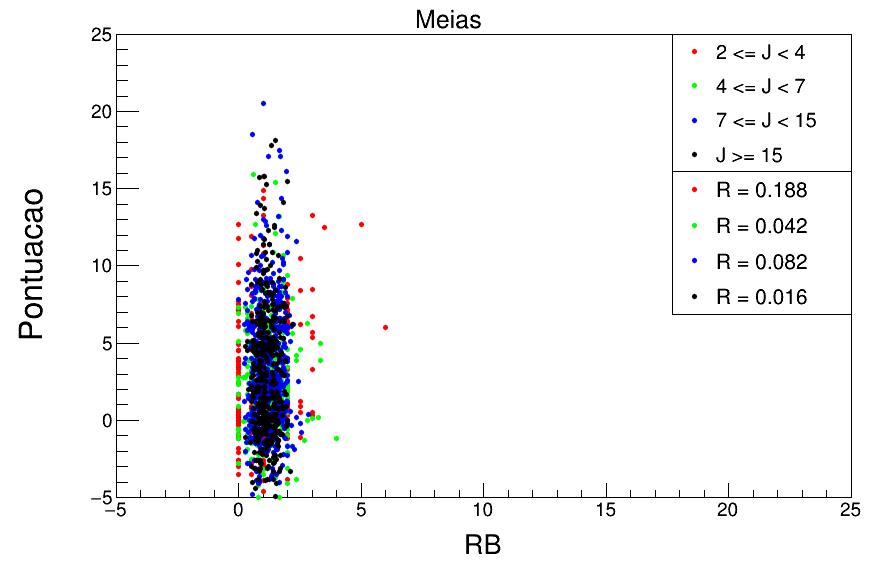 Meias
25
20
15
10
5
0
−5
Pontuacao
−5
0
5
10
15
20
25
RB
2 <= J < 4
4 <= J < 7
7 <= J < 15
J >= 15
R = 0.188
R = 0.042
R = 0.082
R = 0.016